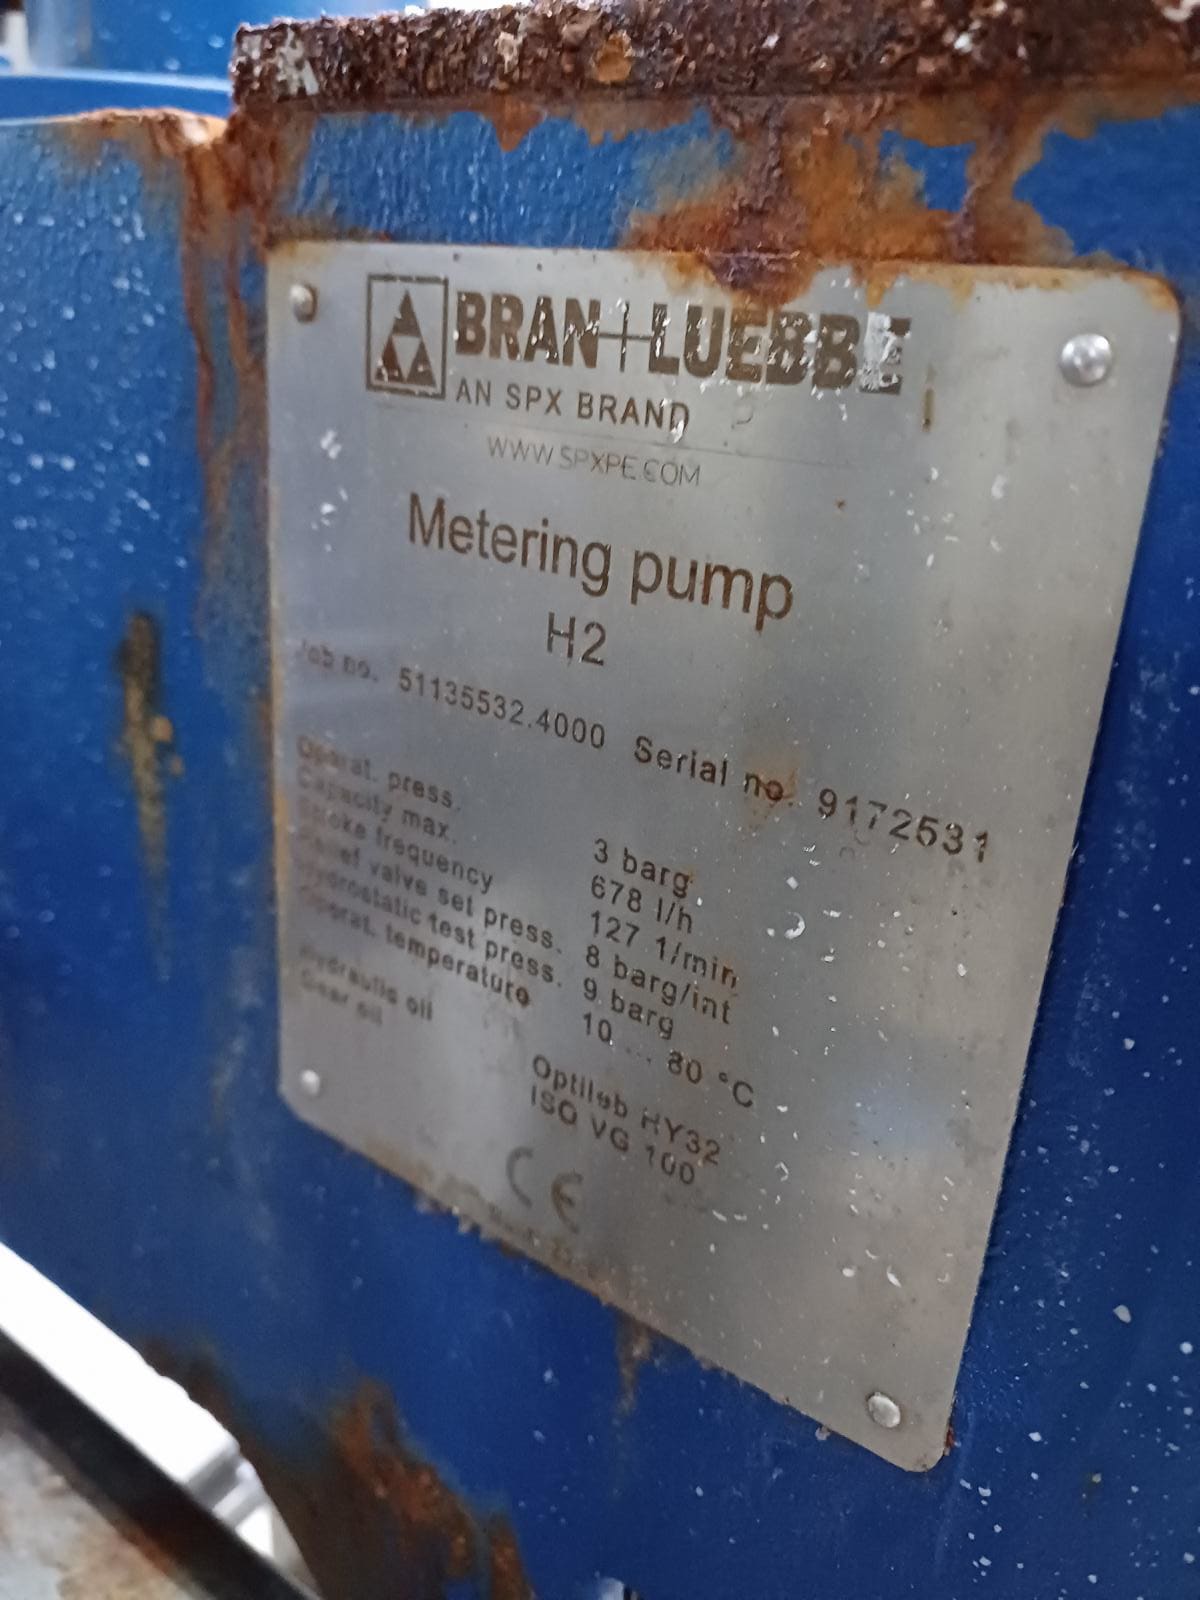 BRAN+LUEBBE
AN SPX BRAND
WWW.SPXPE.COM
Metering pump
H2
Job no. 51135532.4000 Serial no. 9172531
Operat. press. 3 barg
Capacity max. 678 l/h
Stroke frequency 127 1/min
Relief valve set press. 8 barg/int
Hydrostatic test press. 9 barg
Operat. temperature 10 ... 80 °C
Hydraulic oil Optileb HY32
Gear oil ISO VG 100
CE